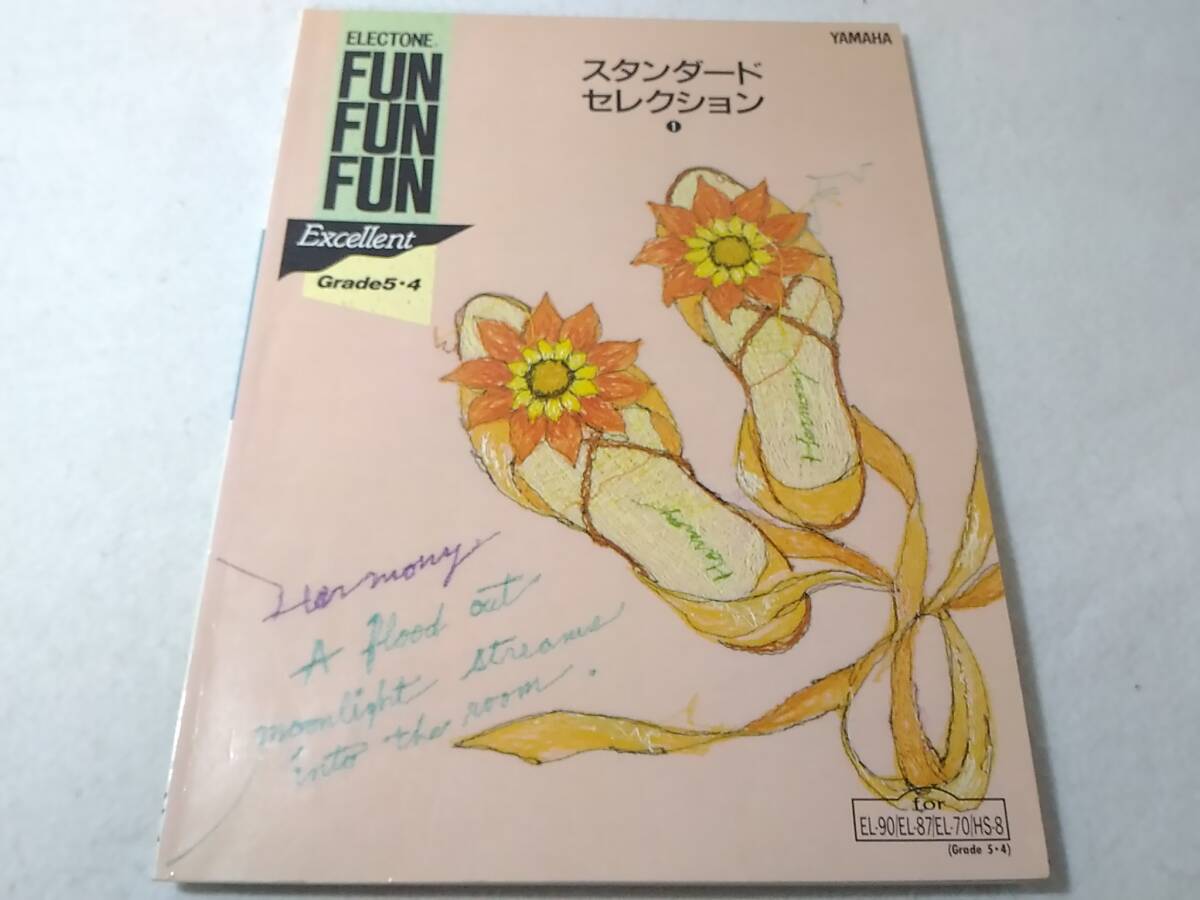 ELECTONE
FUN
FUN
FUN
Excellent
Grade5・4
YAMAHA
スタンダード
セレクション
❶
Harmony
Harmony
A flood out
moonlight streams
into the room.
for
EL-90/EL-87/EL-70/HS-8
(Grade 5・4)